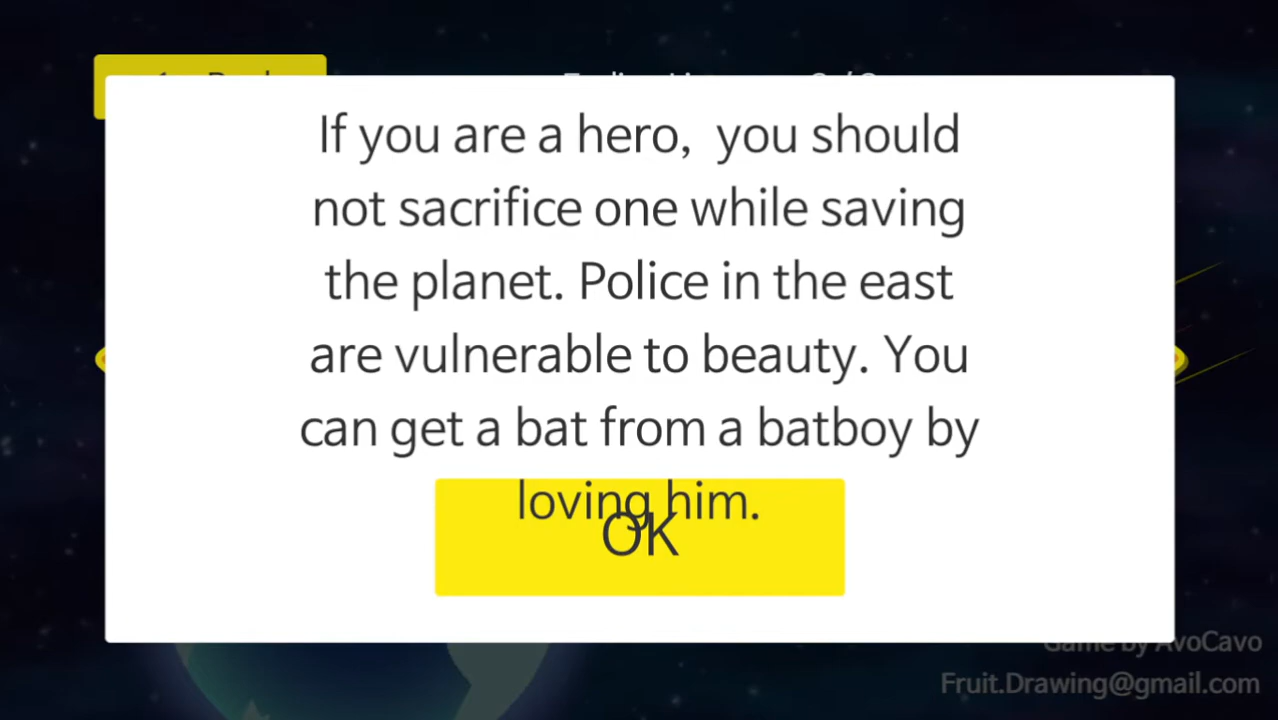 If you are a hero, you should
not sacrifice one while saving
the planet. Police in the east
are vulnerable to beauty. You
can get a bat from a batboy by
loving him.
OK
Game by AvoCavo
Fruit.Drawing@gmail.com